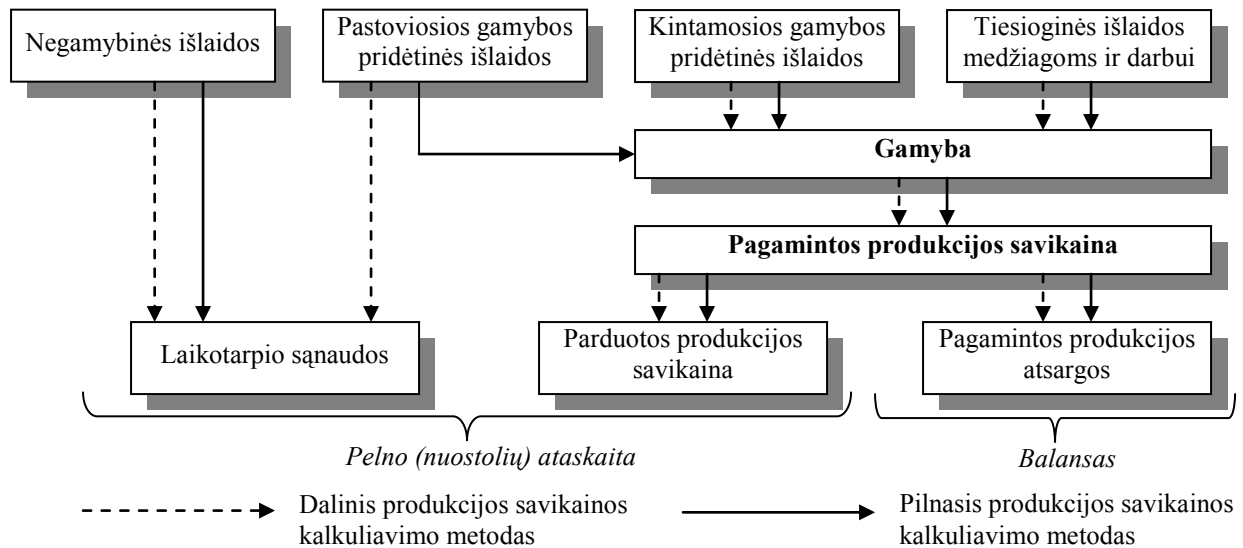 Negamybinės išlaidos
Pastoviosios gamybos
pridėtinės išlaidos
Kintamosios gamybos
pridėtinės išlaidos
Tiesioginės išlaidos
medžiagoms ir darbui
Gamyba
Pagamintos produkcijos savikaina
Laikotarpio sąnaudos
Parduotos produkcijos
savikaina
Pagamintos produkcijos
atsargos
Pelno (nuostolių) ataskaita
Balansas
Dalinis produkcijos savikainos
kalkuliavimo metodas
Pilnasis produkcijos savikainos
kalkuliavimo metodas